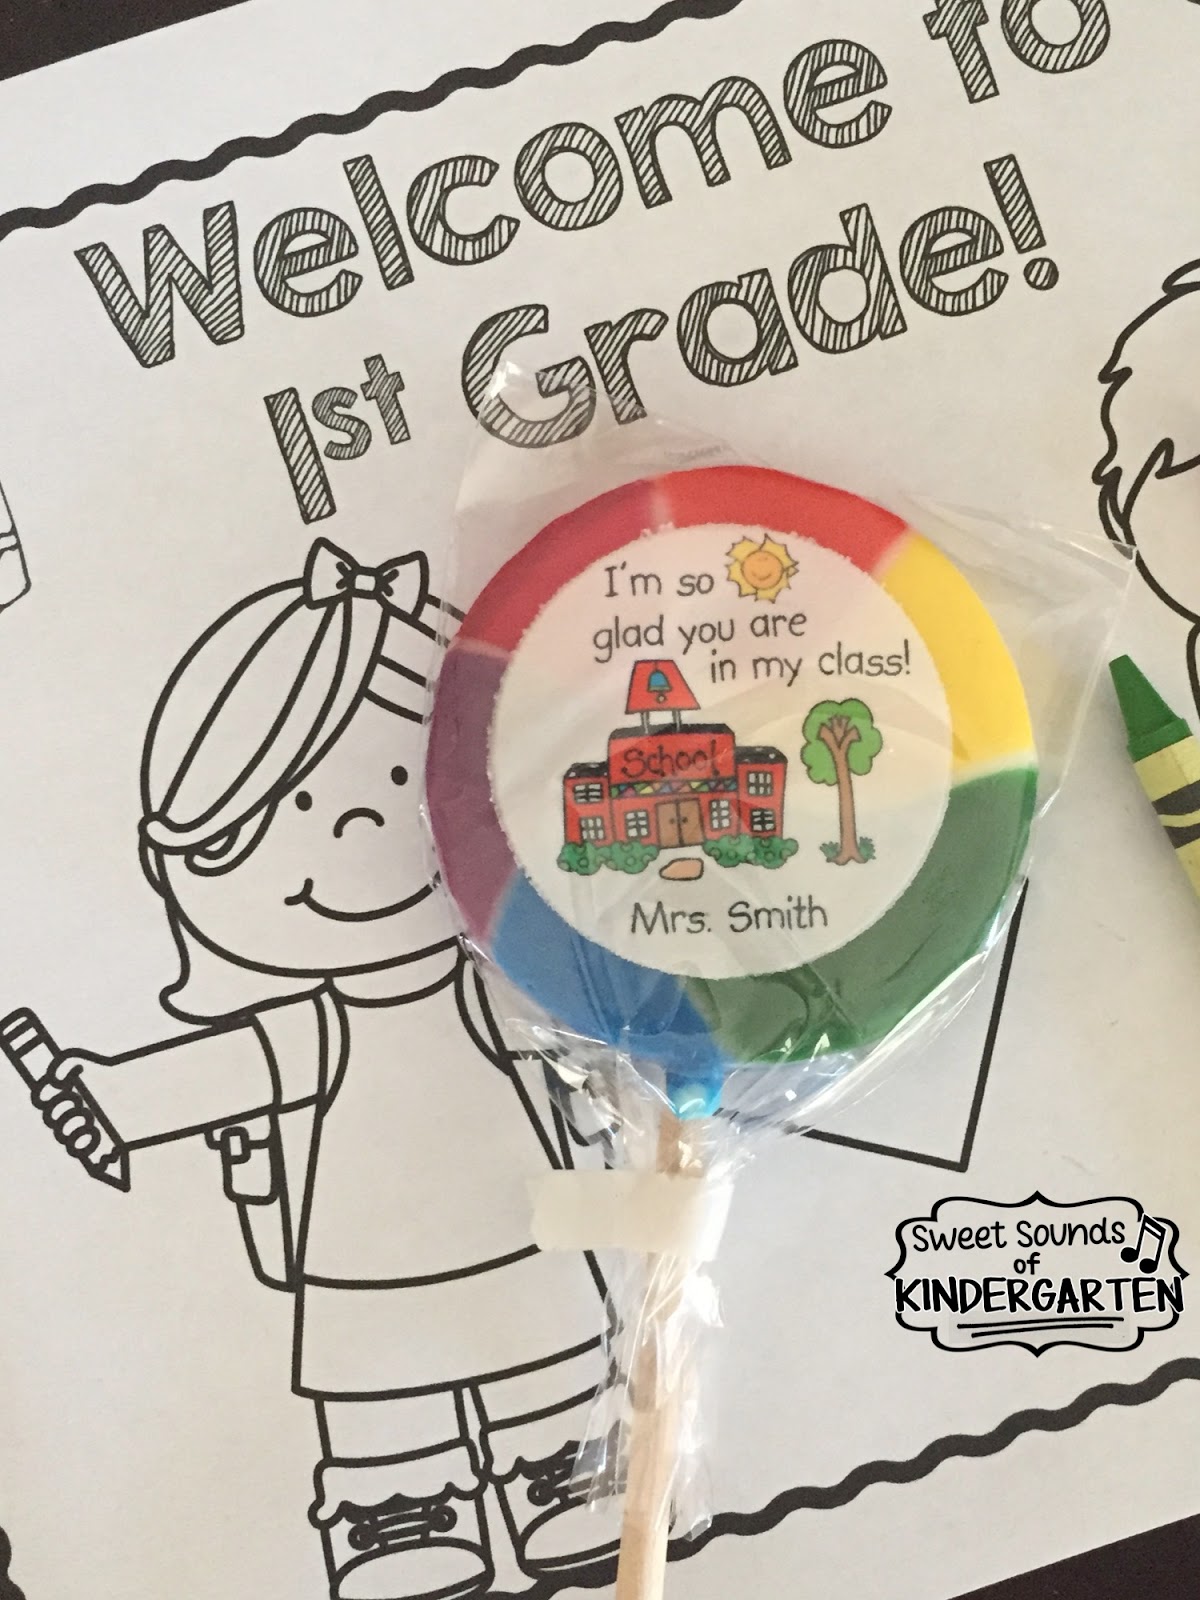 Welcome to
1st Grade!
I'm so
glad you are
in my class!
School
Mrs. Smith
Sweet Sounds
of
KINDERGARTEN